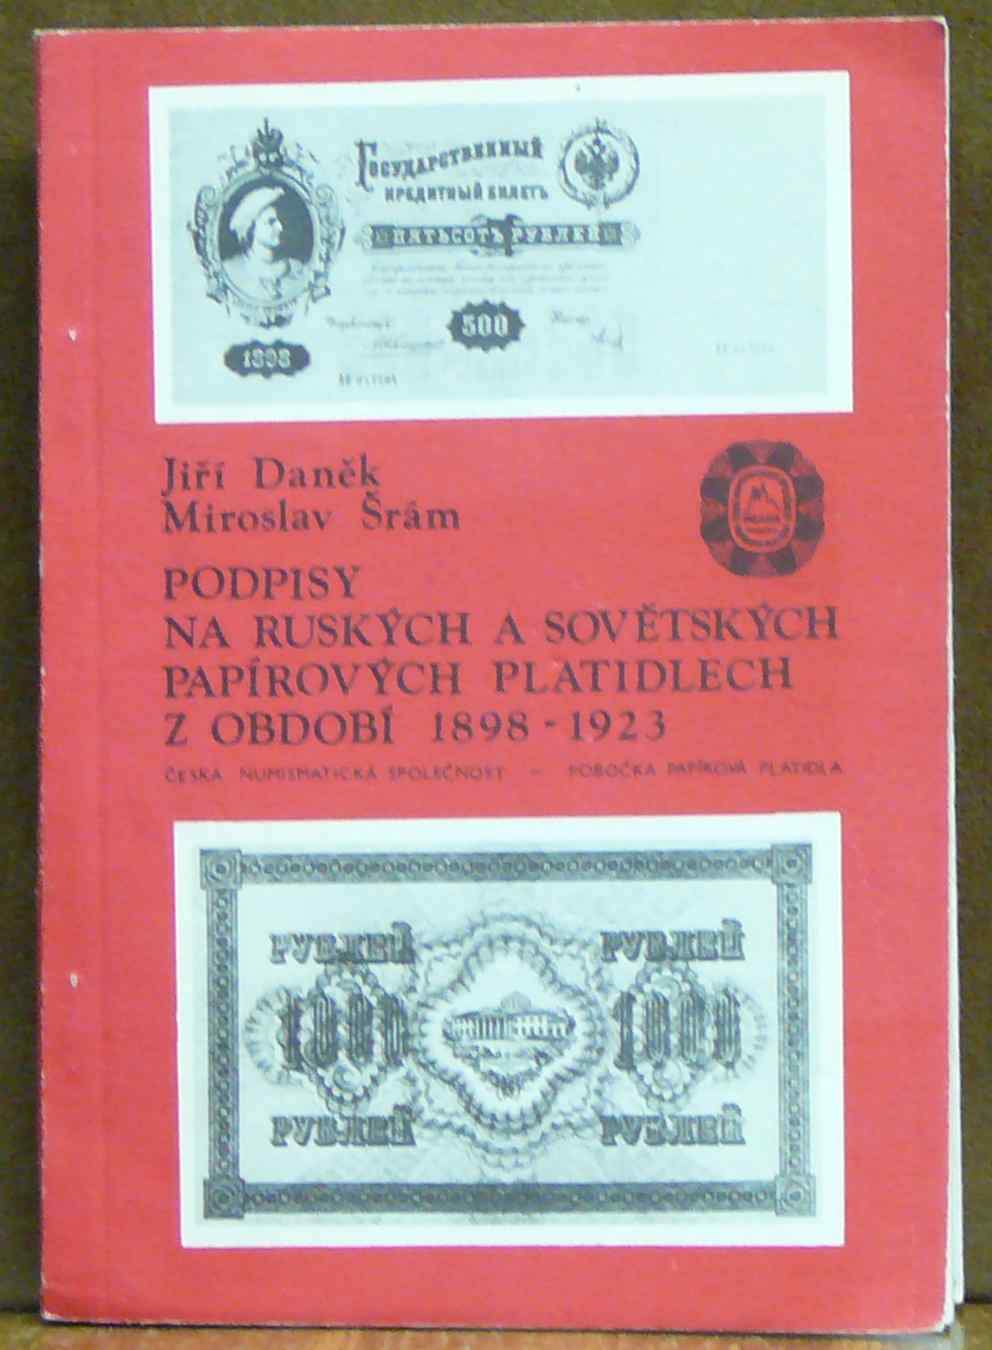 Государственный
кредитный билетъ
ПЯТЬСОТЪ РУБЛЕЙ
500
1898
Jiří Daněk
Miroslav Šrám
PODPISY
NA RUSKÝCH A SOVĚTSKÝCH
PAPÍROVÝCH PLATIDLECH
Z OBDOBÍ 1898 - 1923
ČESKÁ NUMISMATICKÁ SPOLEČNOST - POBOČKA PAPÍROVÁ PLATIDLA
РУБЛЕЙ РУБЛЕЙ
1000 1000
РУБЛЕЙ РУБЛЕЙ